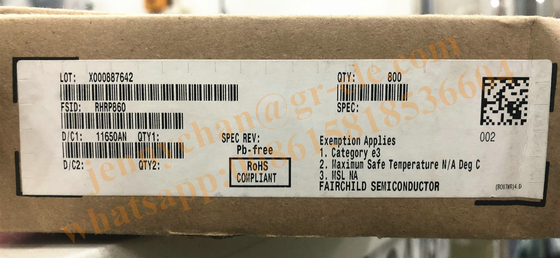 LOT: X000887642
QTY: 800
FSID: RHRP860
SPEC:
D/C1: 11650AN QTY1:
SPEC REV:
D/C2: QTY2:
Pb-free
RoHS
COMPLIANT
Exemption Applies
1. Category e3
2. Maximum Safe Temperature N/A Deg C
3. MSL NA
FAIRCHILD SEMICONDUCTOR
002
jennychan@gr-ele.com
whatsapp:8615818536604